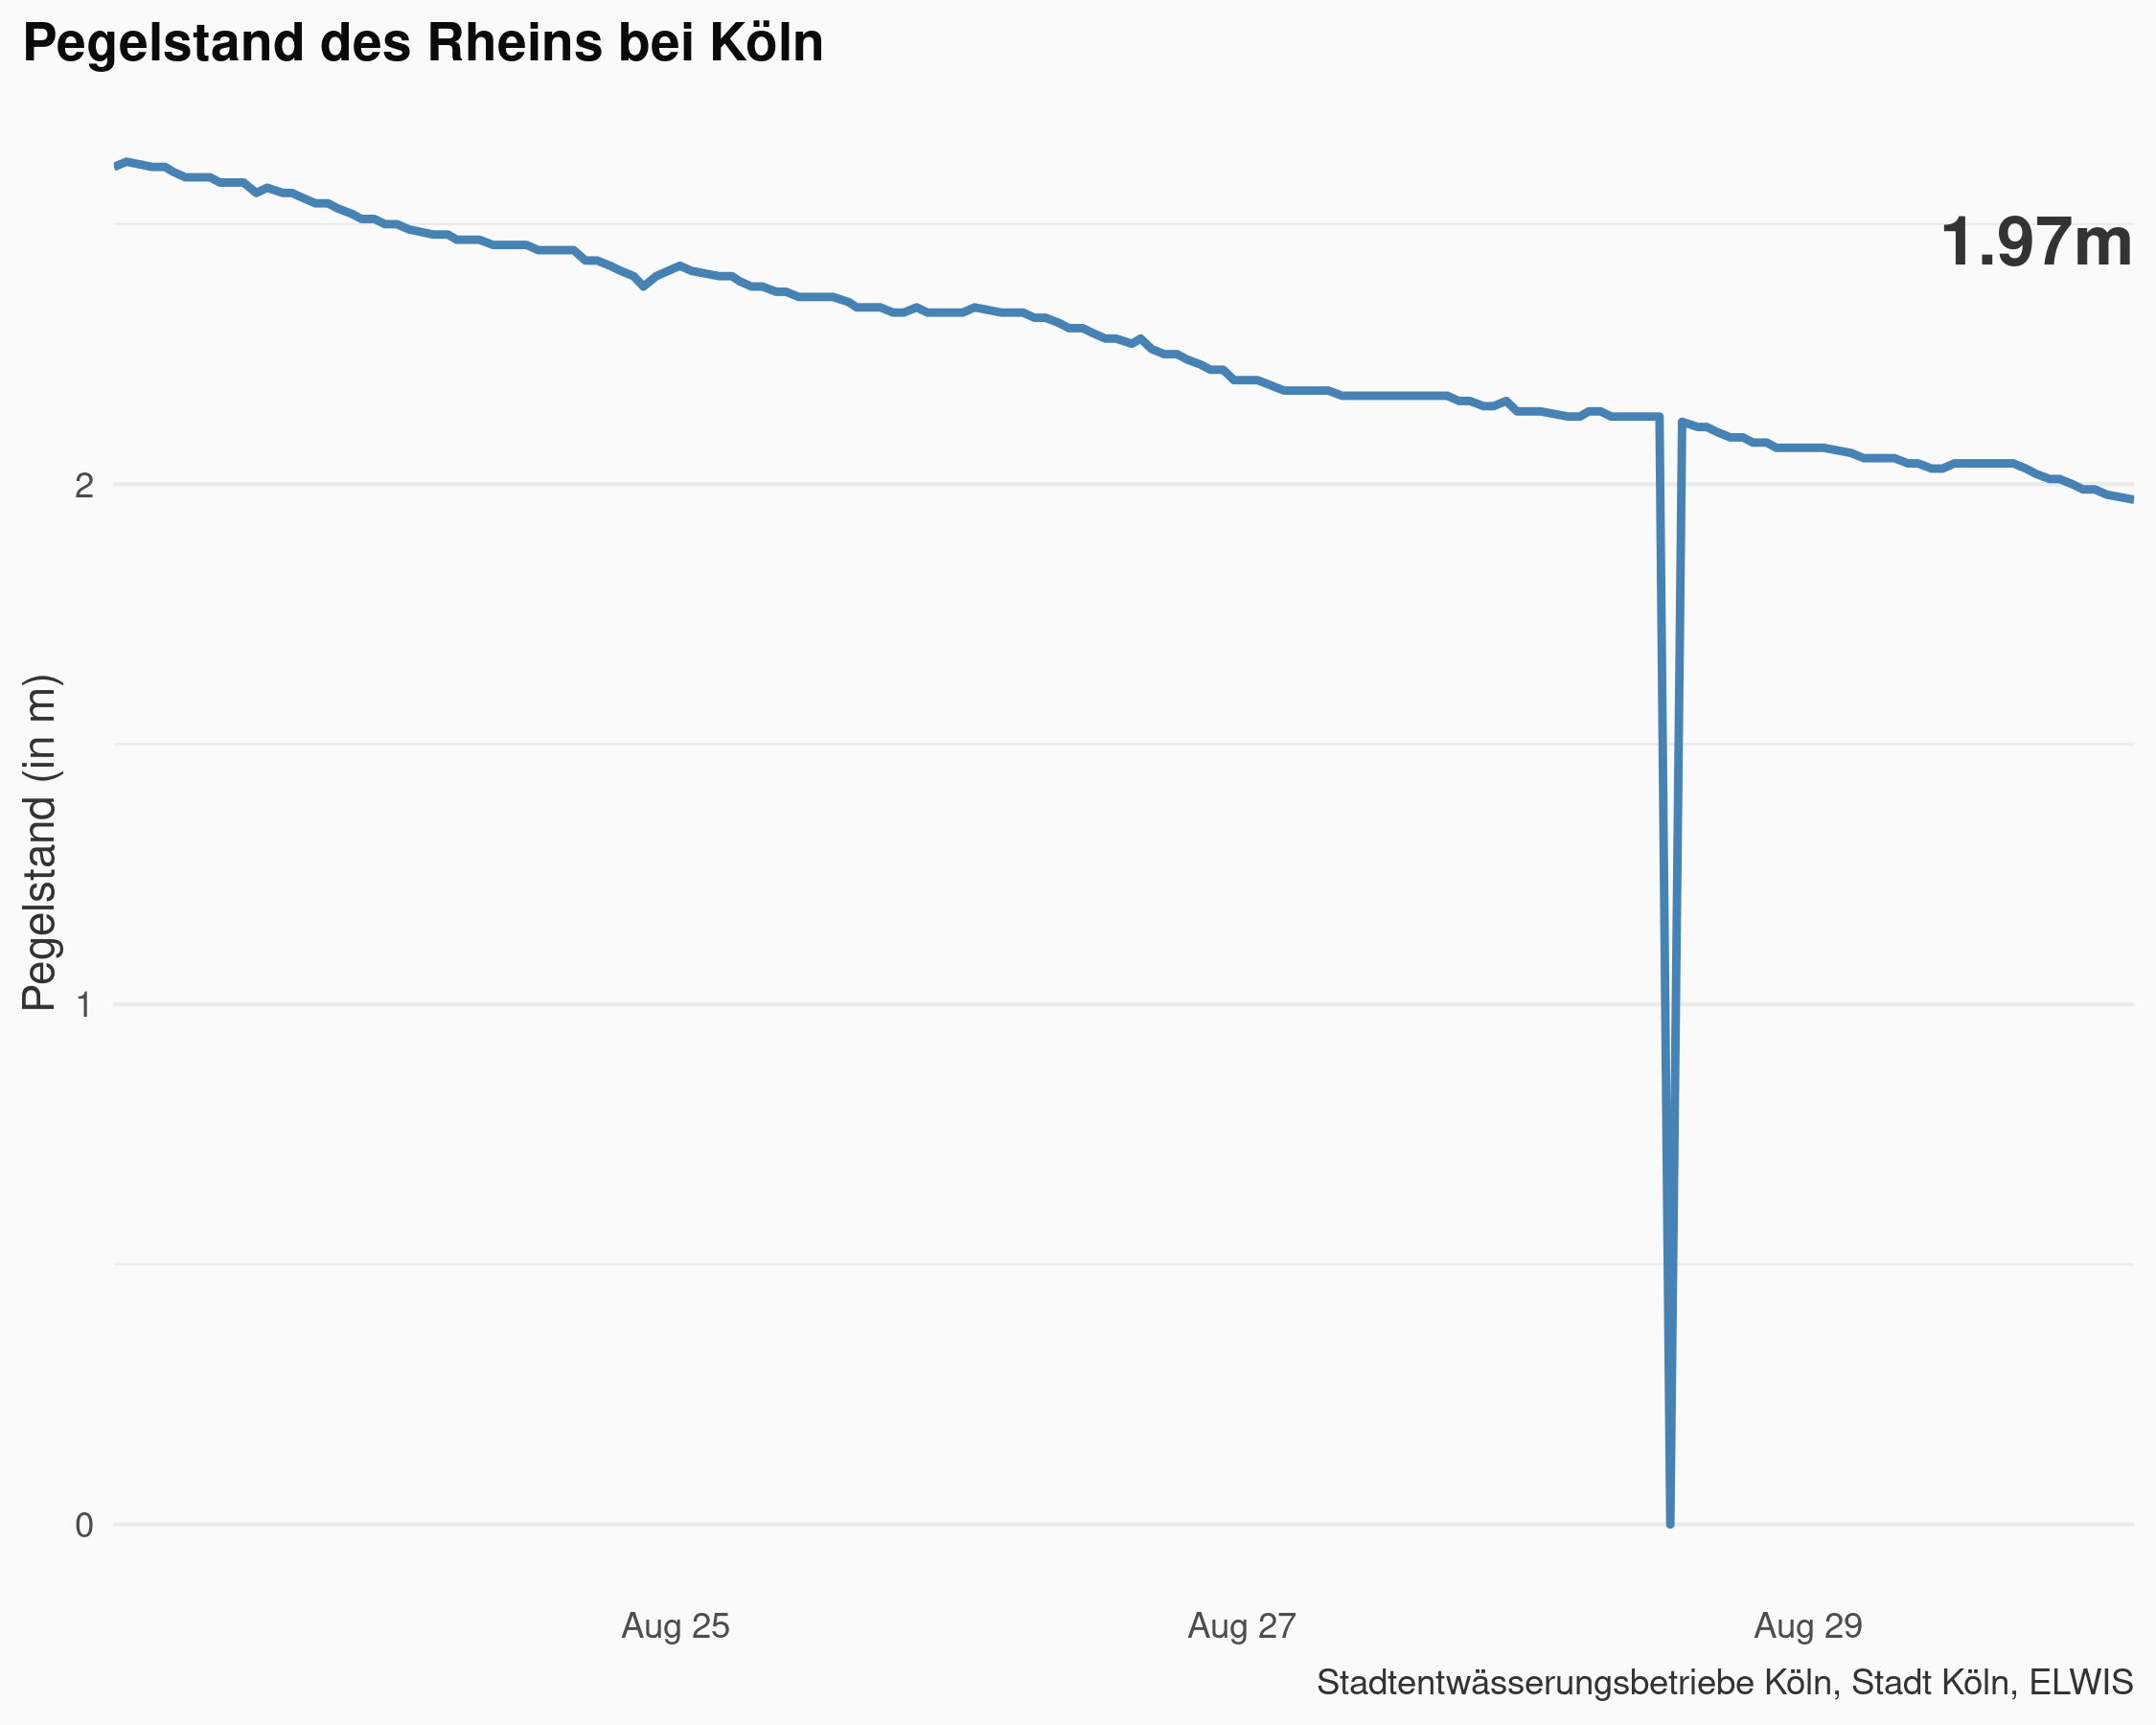 Pegelstand des Rheins bei Köln
1.97m
Pegelstand (in m)
2
1
0
Aug 25
Aug 27
Aug 29
Stadtentwässerungsbetriebe Köln, Stadt Köln, ELWIS